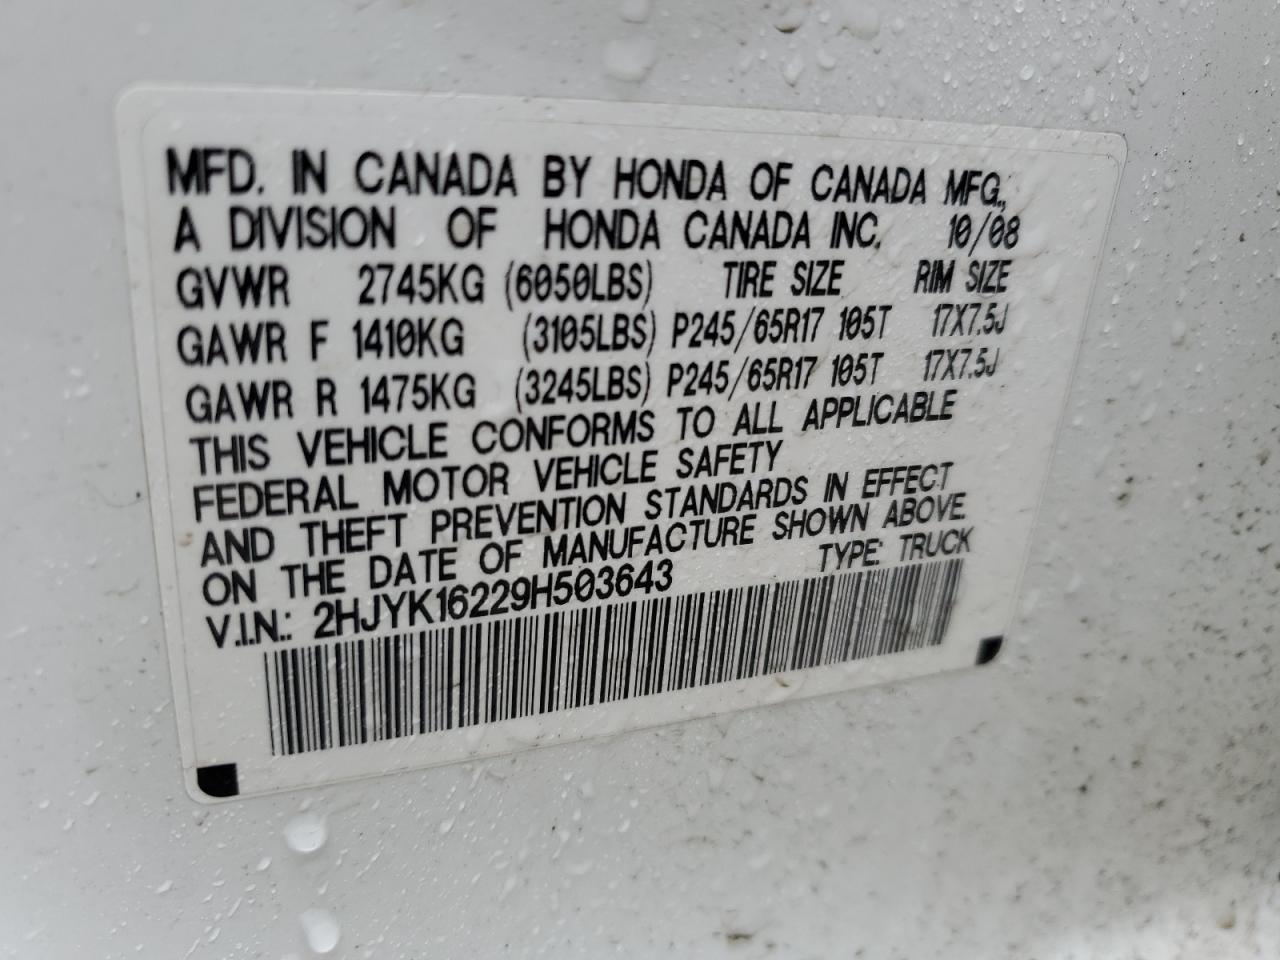 MFD. IN CANADA BY HONDA OF CANADA MFG.,
A DIVISION OF HONDA CANADA INC. 10/08
GVWR 2745KG (6050LBS) TIRE SIZE RIM SIZE
GAWR F 1410KG (3105LBS) P245/65R17 105T 17X7.5J
GAWR R 1475KG (3245LBS) P245/65R17 105T 17X7.5J
THIS VEHICLE CONFORMS TO ALL APPLICABLE
FEDERAL MOTOR VEHICLE SAFETY
AND THEFT PREVENTION STANDARDS IN EFFECT
ON THE DATE OF MANUFACTURE SHOWN ABOVE
V.I.N.: 2HJYK16229H503643 TYPE: TRUCK